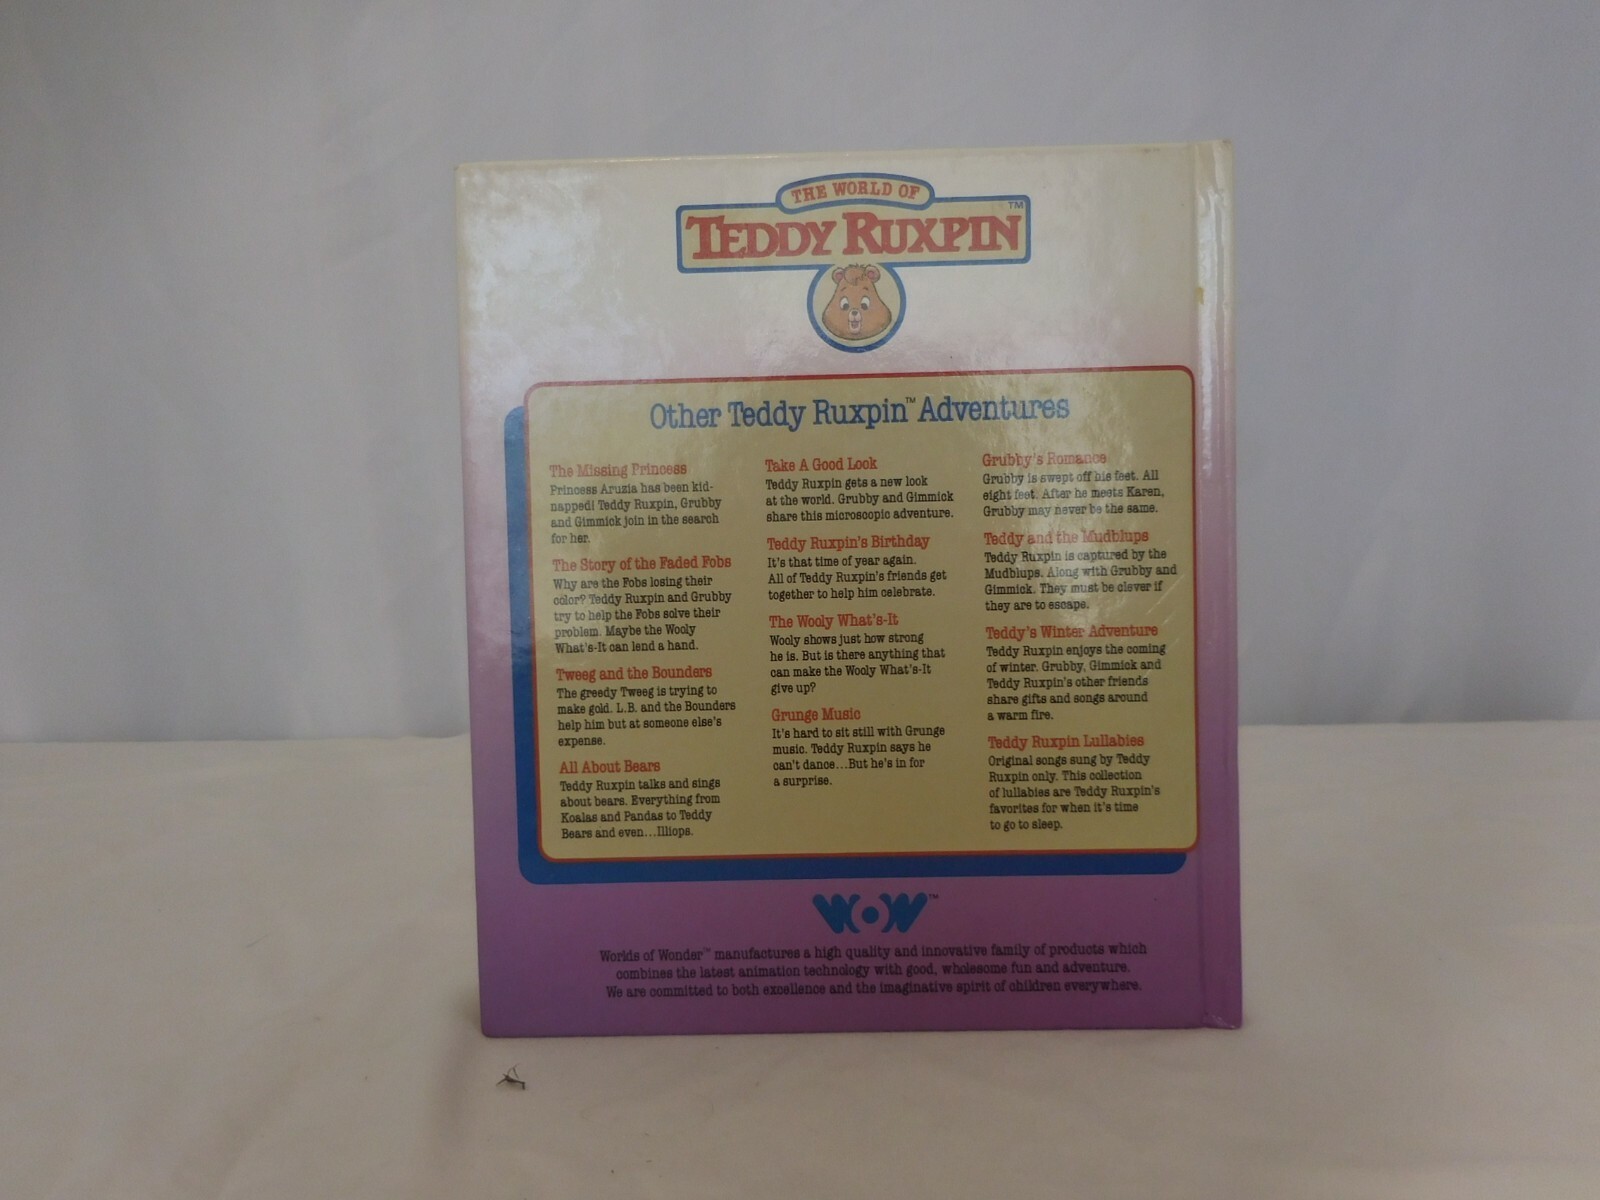 THE WORLD OF
TEDDY RUXPIN™
Other Teddy Ruxpin™ Adventures
The Missing Princess
Princess Aruzia has been kid-
napped! Teddy Ruxpin, Grubby
and Gimmick join in the search
for her.
The Story of the Faded Fobs
Why are the Fobs losing their
color? Teddy Ruxpin and Grubby
try to help the Fobs solve their
problem. Maybe the Wooly
What's-It can lend a hand.
Tweeg and the Bounders
The greedy Tweeg is trying to
make gold. L.B. and the Bounders
help him but at someone else's
expense.
All About Bears
Teddy Ruxpin talks and sings
about bears. Everything from
Koalas and Pandas to Teddy
Bears and even...Illiops.
Take A Good Look
Teddy Ruxpin gets a new look
at the world. Grubby and Gimmick
share this microscopic adventure.
Teddy Ruxpin's Birthday
It's that time of year again.
All of Teddy Ruxpin's friends get
together to help him celebrate.
The Wooly What's-It
Wooly shows just how strong
he is. But is there anything that
can make the Wooly What's-It
give up?
Grunge Music
It's hard to sit still with Grunge
music. Teddy Ruxpin says he
can't dance...But he's in for
a surprise.
Grubby's Romance
Grubby is swept off his feet. All
eight feet. After he meets Karen,
Grubby may never be the same.
Teddy and the Mudblups
Teddy Ruxpin is captured by the
Mudblups. Along with Grubby and
Gimmick. They must be clever if
they are to escape.
Teddy's Winter Adventure
Teddy Ruxpin enjoys the coming
of winter. Grubby, Gimmick and
Teddy Ruxpin's other friends
share gifts and songs around
a warm fire.
Teddy Ruxpin Lullabies
Original songs sung by Teddy
Ruxpin only. This collection
of lullabies are Teddy Ruxpin's
favorites for when it's time
to go to sleep.
WOW™
Worlds of Wonder™ manufactures a high quality and innovative family of products which
combines the latest animation technology with good, wholesome fun and adventure.
We are committed to both excellence and the imaginative spirit of children everywhere.